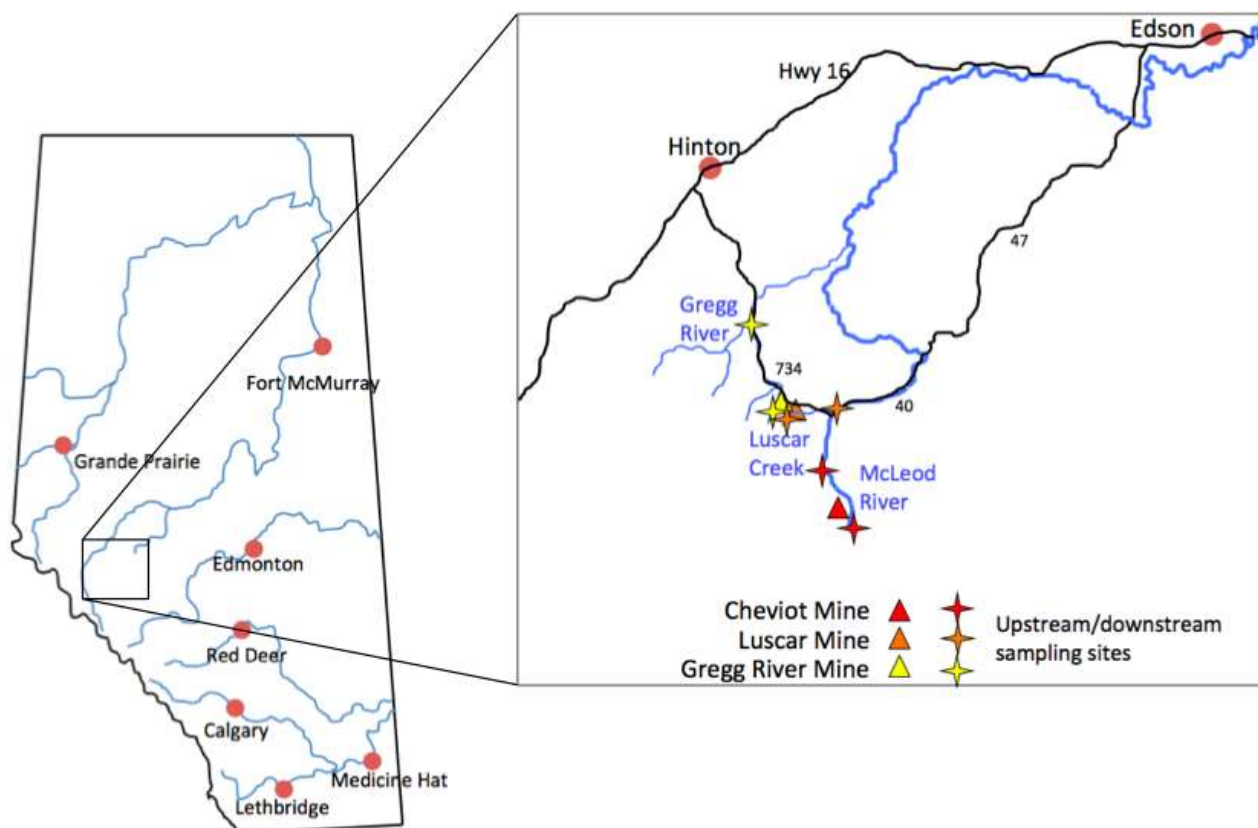 Fort McMurray
Grande Prairie
Edmonton
Red Deer
Calgary
Medicine Hat
Lethbridge
Edson
Hwy 16
Hinton
47
Gregg
River
734
40
Luscar
Creek
McLeod
River
Cheviot Mine
Luscar Mine
Gregg River Mine
Upstream/downstream
sampling sites